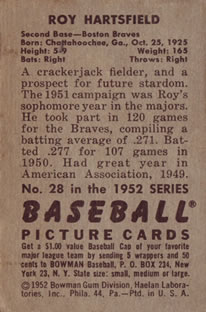 ROY HARTSFIELD
Second Base—Boston Braves
Born: Chattahoochee, Ga., Oct. 25, 1925
Height: 5-9 Weight: 165
Bats: Right Throws: Right
A crackerjack fielder, and a
prospect for future stardom.
The 1951 campaign was Roy's
sophomore year in the majors.
He took part in 120 games
for the Braves, compiling a
batting average of .271. Bat-
ted .277 for 107 games in
1950. Had great year in
American Association, 1949.
No. 28 in the 1952 SERIES
BASEBALL®
PICTURE CARDS
Get a $1.00 value Baseball Cap of your favorite
major league team by sending 5 wrappers and 50
cents to BOWMAN Baseball, P. O. BOX 234, New
York 23, N. Y. STATE size: small, medium or large.
©1952 Bowman Gum Division, Haelan Labora-
tories, Inc., Phila. 44, Pa.—Ptd. in U. S. A.